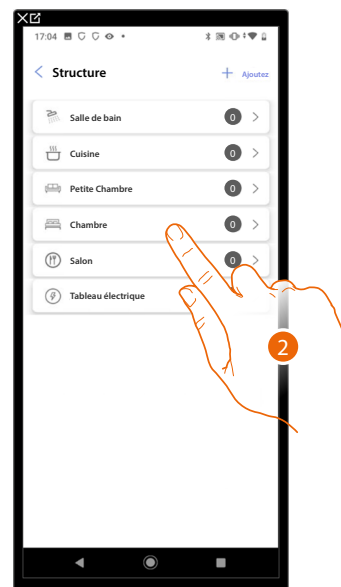 17:04
Structure
+ Ajoutez
Salle de bain 0
Cuisine 0
Petite Chambre 0
Chambre 0
Salon 0
Tableau électrique
2